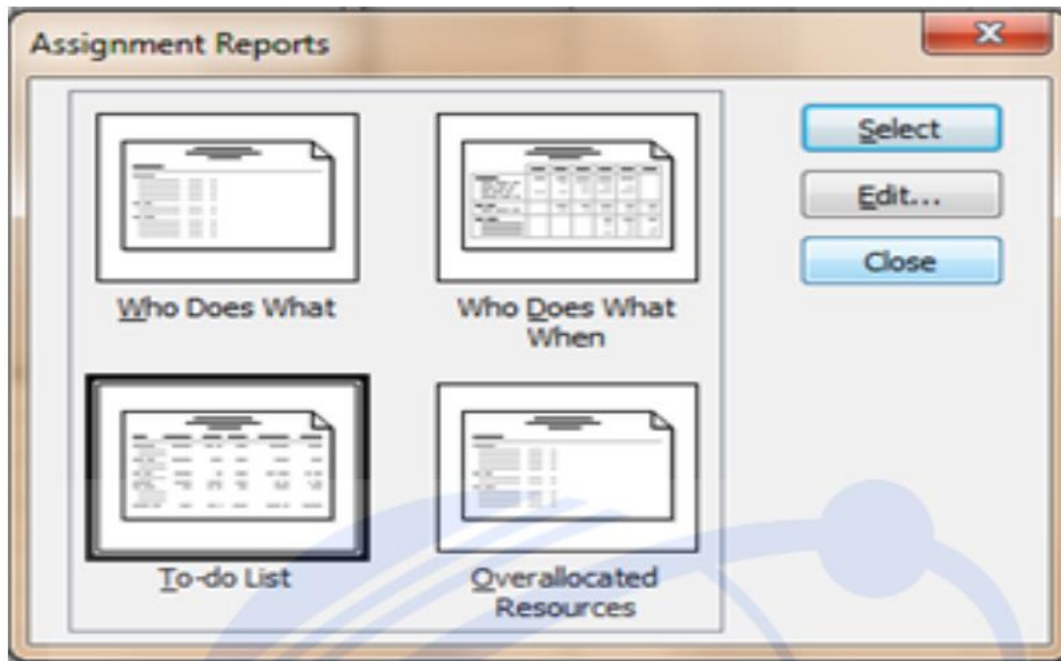 Assignment Reports
Select
Edit...
Close
Who Does What
Who Does What
When
To-do List
Overallocated
Resources